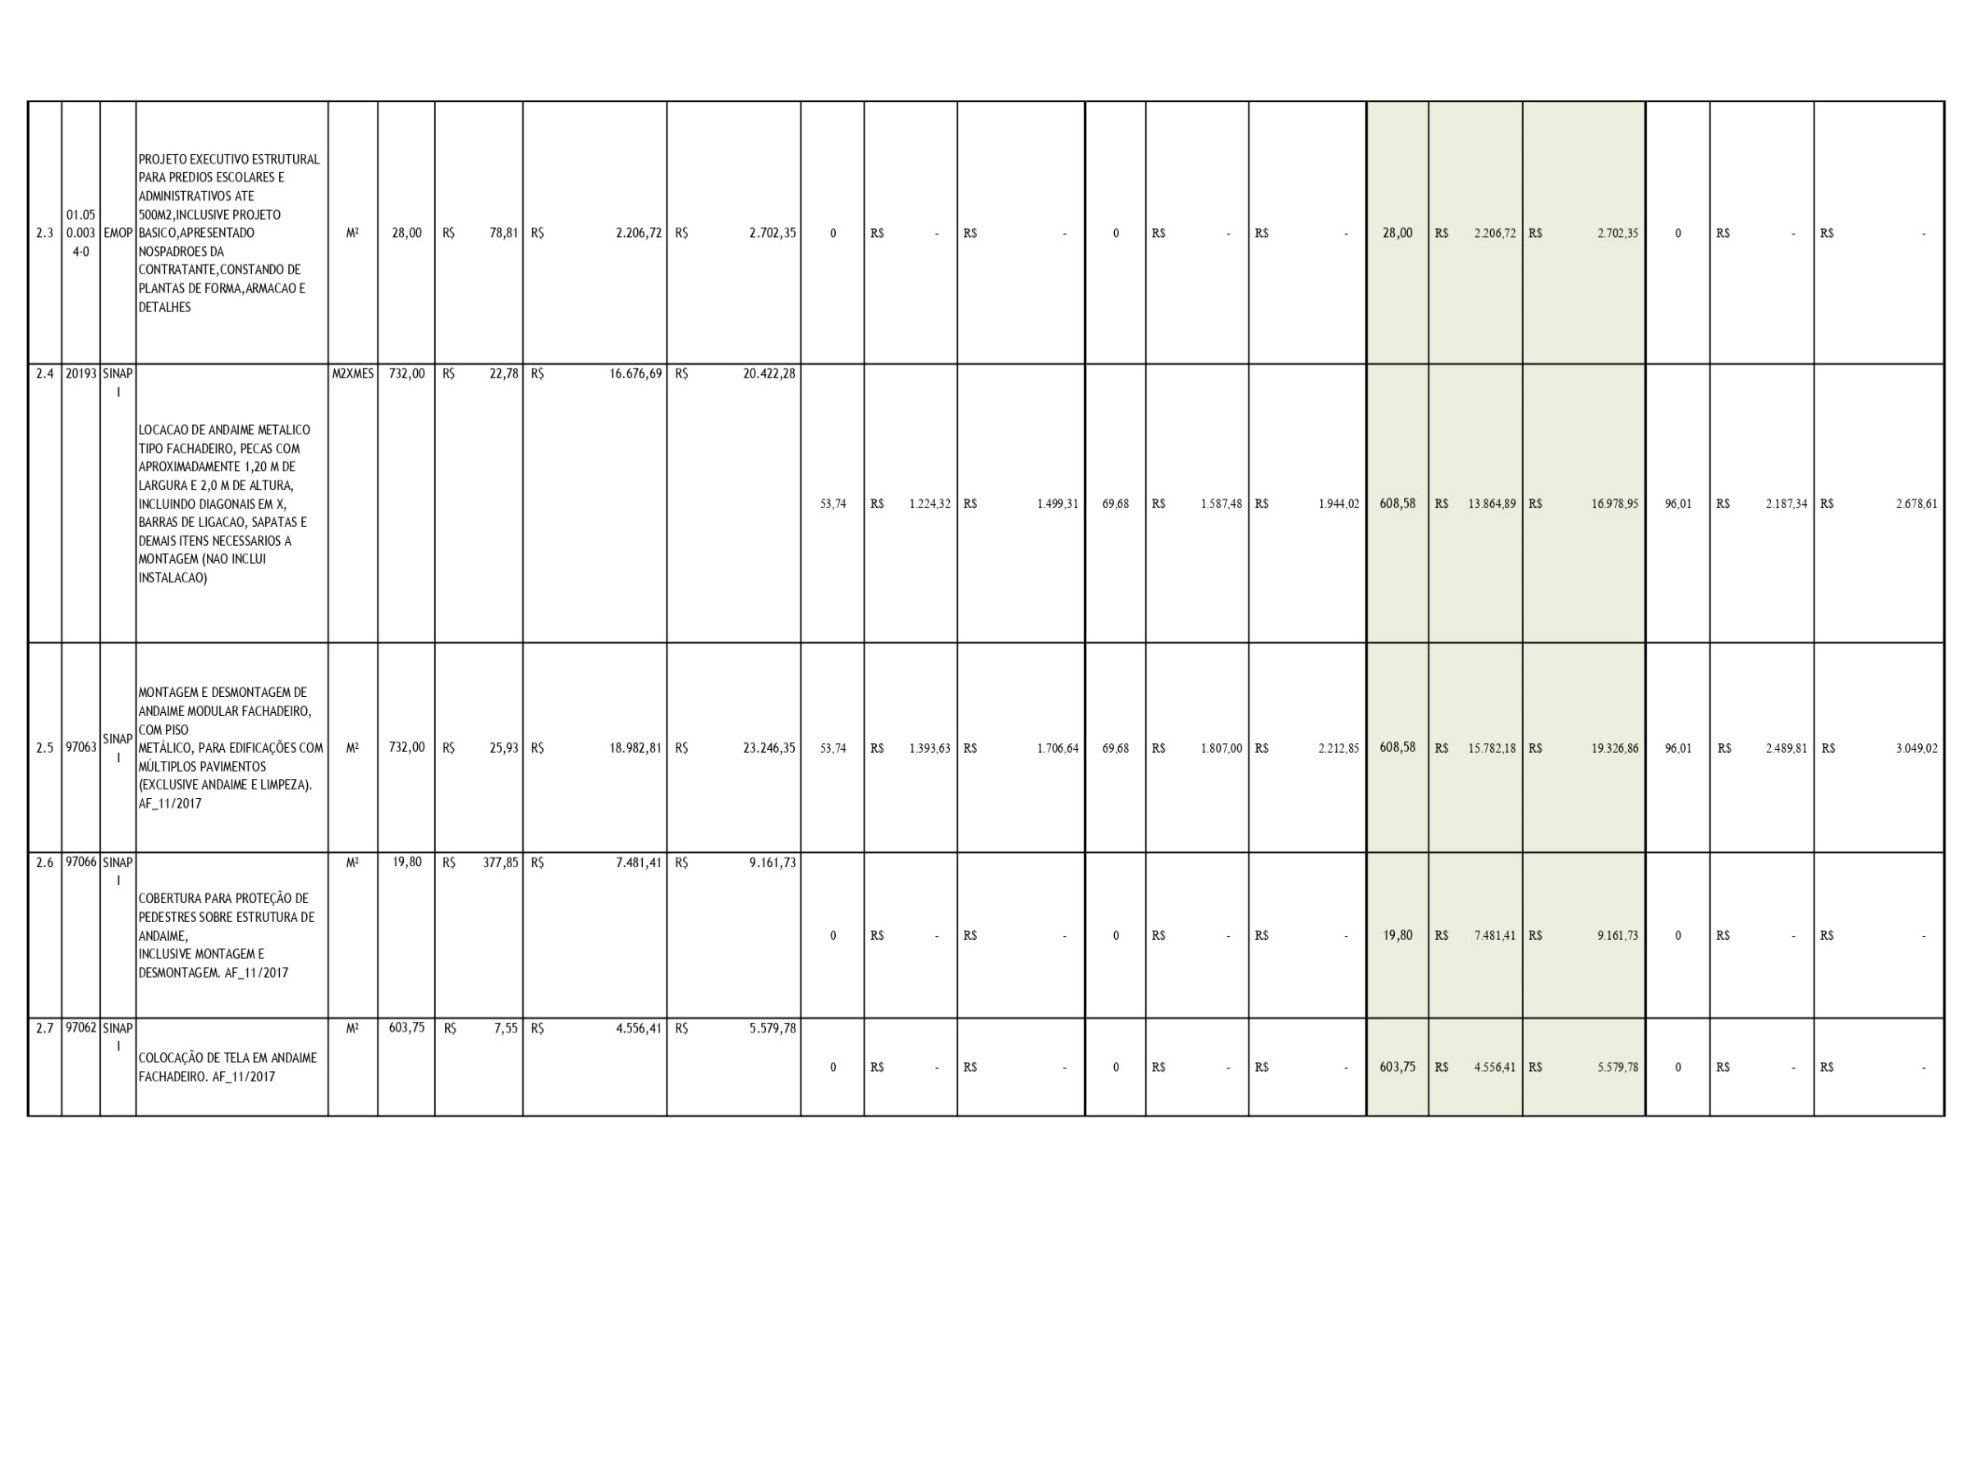 2.3 01.05 0.003 4-0 EMOP PROJETO EXECUTIVO ESTRUTURAL
PARA PREDIOS ESCOLARES E
ADMINISTRATIVOS ATE
500M2,INCLUSIVE PROJETO
BASICO,APRESENTADO
NOSPADROES DA
CONTRATANTE,CONSTANDO DE
PLANTAS DE FORMA,ARMACAO E
DETALHES
M² 28,00 R$ 78,81 R$ 2.206,72 R$ 2.702,35 0 R$ - R$ - 0 R$ - R$ - 28,00 R$ 2.206,72 R$ 2.702,35 0 R$ - R$ -
2.4 20193 SINAP I
LOCACAO DE ANDAIME METALICO
TIPO FACHADEIRO, PECAS COM
APROXIMADAMENTE 1,20 M DE
LARGURA E 2,0 M DE ALTURA,
INCLUINDO DIAGONAIS EM X,
BARRAS DE LIGACAO, SAPATAS E
DEMAIS ITENS NECESSARIOS A
MONTAGEM (NAO INCLUI
INSTALACAO)
M2XMES 732,00 R$ 22,78 R$ 16.676,69 R$ 20.422,28 53,74 R$ 1.224,32 R$ 1.499,31 69,68 R$ 1.587,48 R$ 1.944,02 608,58 R$ 13.864,89 R$ 16.978,95 96,01 R$ 2.187,34 R$ 2.678,61
2.5 97063 SINAP I
MONTAGEM E DESMONTAGEM DE
ANDAIME MODULAR FACHADEIRO,
COM PISO
METÁLICO, PARA EDIFICAÇÕES COM
MÚLTIPLOS PAVIMENTOS
(EXCLUSIVE ANDAIME E LIMPEZA).
AF_11/2017
M² 732,00 R$ 25,93 R$ 18.982,81 R$ 23.246,35 53,74 R$ 1.393,63 R$ 1.706,64 69,68 R$ 1.807,00 R$ 2.212,85 608,58 R$ 15.782,18 R$ 19.326,86 96,01 R$ 2.489,81 R$ 3.049,02
2.6 97066 SINAP I
COBERTURA PARA PROTEÇÃO DE
PEDESTRES SOBRE ESTRUTURA DE
ANDAIME,
INCLUSIVE MONTAGEM E
DESMONTAGEM. AF_11/2017
M² 19,80 R$ 377,85 R$ 7.481,41 R$ 9.161,73 0 R$ - R$ - 0 R$ - R$ - 19,80 R$ 7.481,41 R$ 9.161,73 0 R$ - R$ -
2.7 97062 SINAP I
COLOCAÇÃO DE TELA EM ANDAIME
FACHADEIRO. AF_11/2017
M² 603,75 R$ 7,55 R$ 4.556,41 R$ 5.579,78 0 R$ - R$ - 0 R$ - R$ - 603,75 R$ 4.556,41 R$ 5.579,78 0 R$ - R$ -